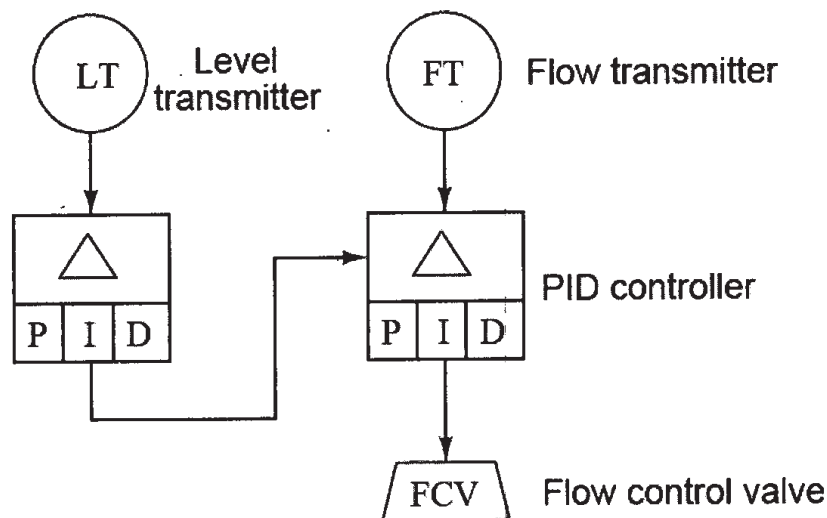 LT
Level
transmitter
FT
Flow transmitter
P I D
P I D
PID controller
FCV
Flow control valve